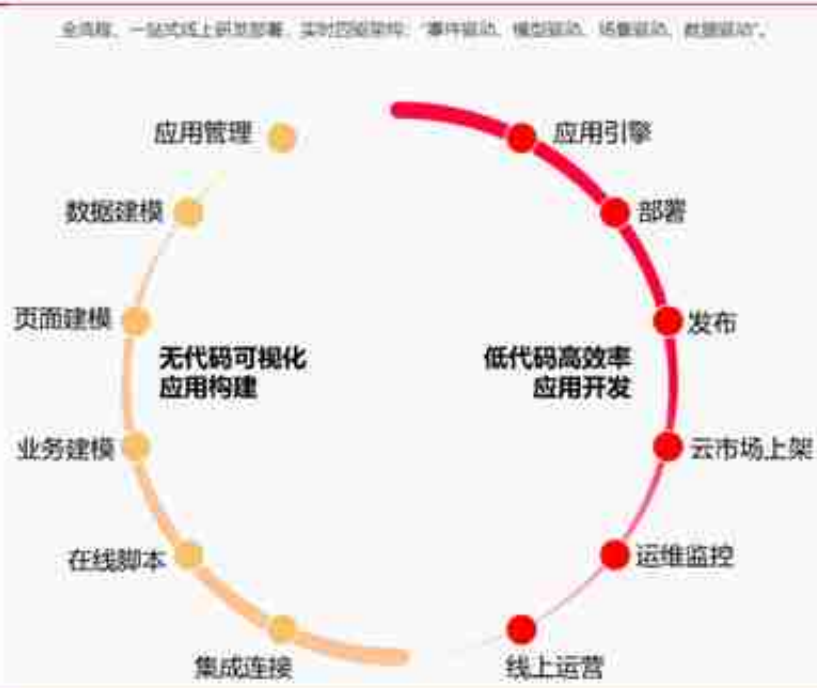 全流程、一站式线上研发部署，实时四驱架构：“事件驱动、模型驱动、场景驱动、数据驱动”。
应用管理
应用引擎
数据建模
部署
页面建模
发布
无代码可视化
应用构建
低代码高效率
应用开发
业务建模
云市场上架
在线脚本
运维监控
集成连接
线上运营